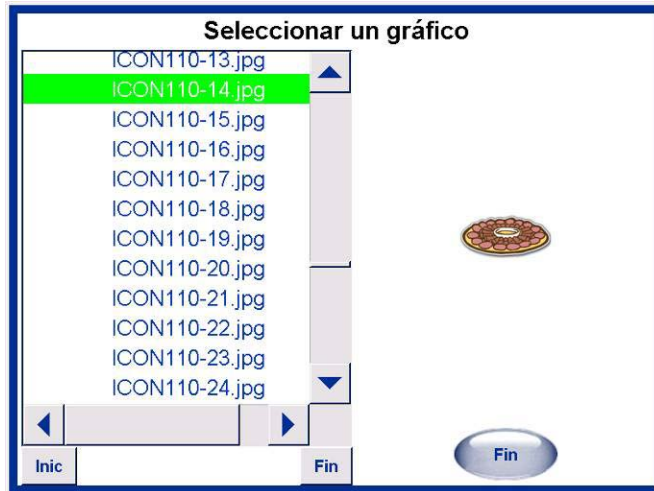 Seleccionar un gráfico
ICON110-13.jpg
ICON110-14.jpg
ICON110-15.jpg
ICON110-16.jpg
ICON110-17.jpg
ICON110-18.jpg
ICON110-19.jpg
ICON110-20.jpg
ICON110-21.jpg
ICON110-22.jpg
ICON110-23.jpg
ICON110-24.jpg
Inic
Fin
Fin